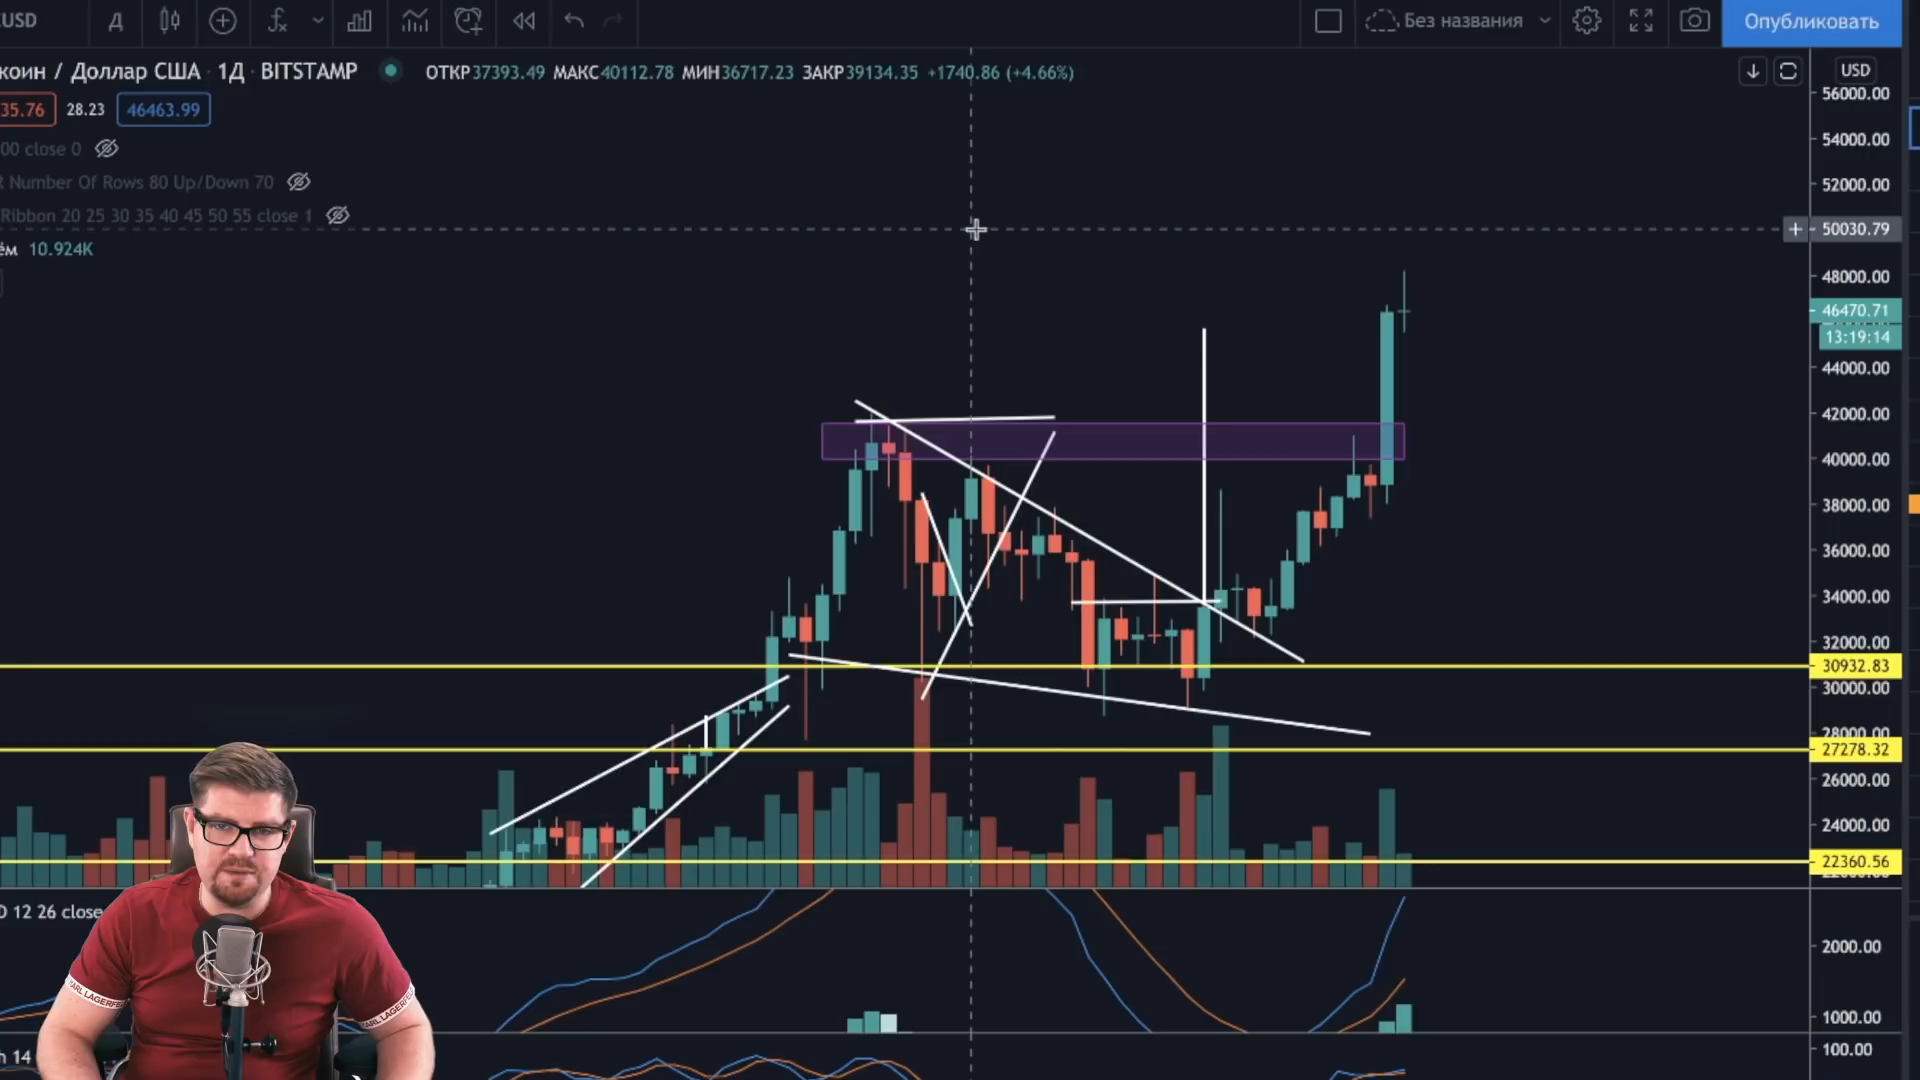 USD
Д
Без названия
Опубликовать
коин / Доллар США · 1Д · BITSTAMP
ОТКР37393.49 МАКС40112.78 МИН36717.23 ЗАКР39134.35 +1740.86 (+4.66%)
USD
35.76 28.23 46463.99
00 close 0
R Number Of Rows 80 Up/Down 70
Ribbon 20 25 30 35 40 45 50 55 close 1
ём 10.924K
56000.00
54000.00
52000.00
50030.79
48000.00
46470.71
13:19:14
44000.00
42000.00
40000.00
38000.00
36000.00
34000.00
32000.00
30932.83
30000.00
28000.00
27278.32
26000.00
24000.00
22360.56
D 12 26 close
2000.00
1000.00
h 14
100.00
KARL LAGERFE
KARL LAGERFE